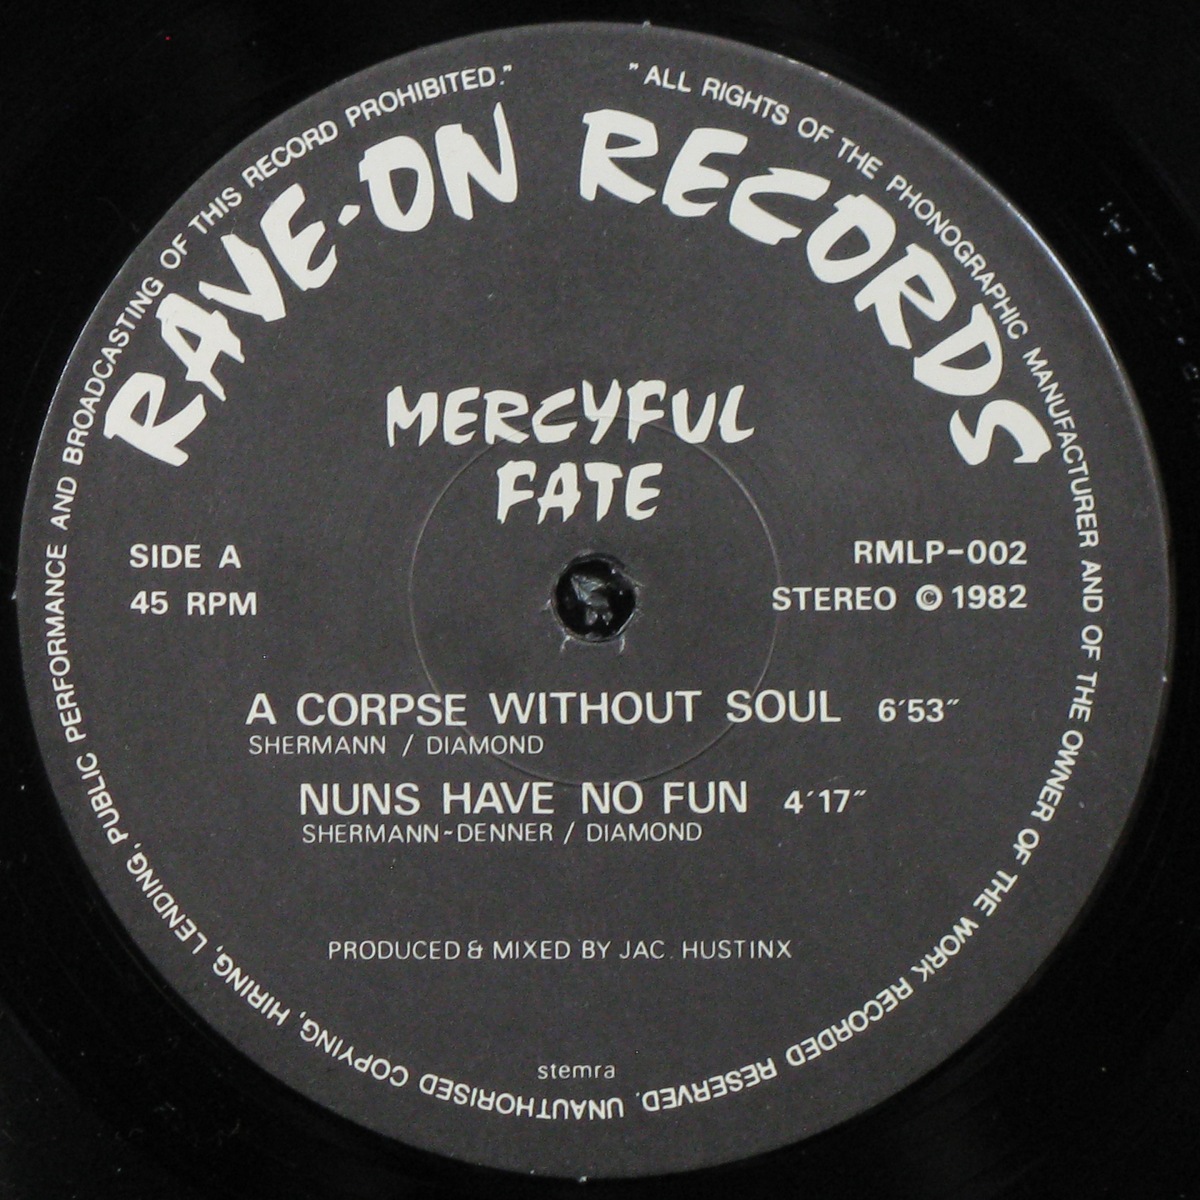 "ALL RIGHTS OF THE PHONOGRAPHIC MANUFACTURER AND OF THE OWNER OF THE WORK RECORDED RESERVED. UNAUTHORISED COPYING, HIRING, LENDING, PUBLIC PERFORMANCE AND BROADCASTING OF THIS RECORD PROHIBITED."
RAVE-ON RECORDS
MERCYFUL
FATE
SIDE A
45 RPM
RMLP-002
STEREO © 1982
A CORPSE WITHOUT SOUL 6'53"
SHERMANN / DIAMOND
NUNS HAVE NO FUN 4'17"
SHERMANN-DENNER / DIAMOND
PRODUCED & MIXED BY JAC. HUSTINX
stemra